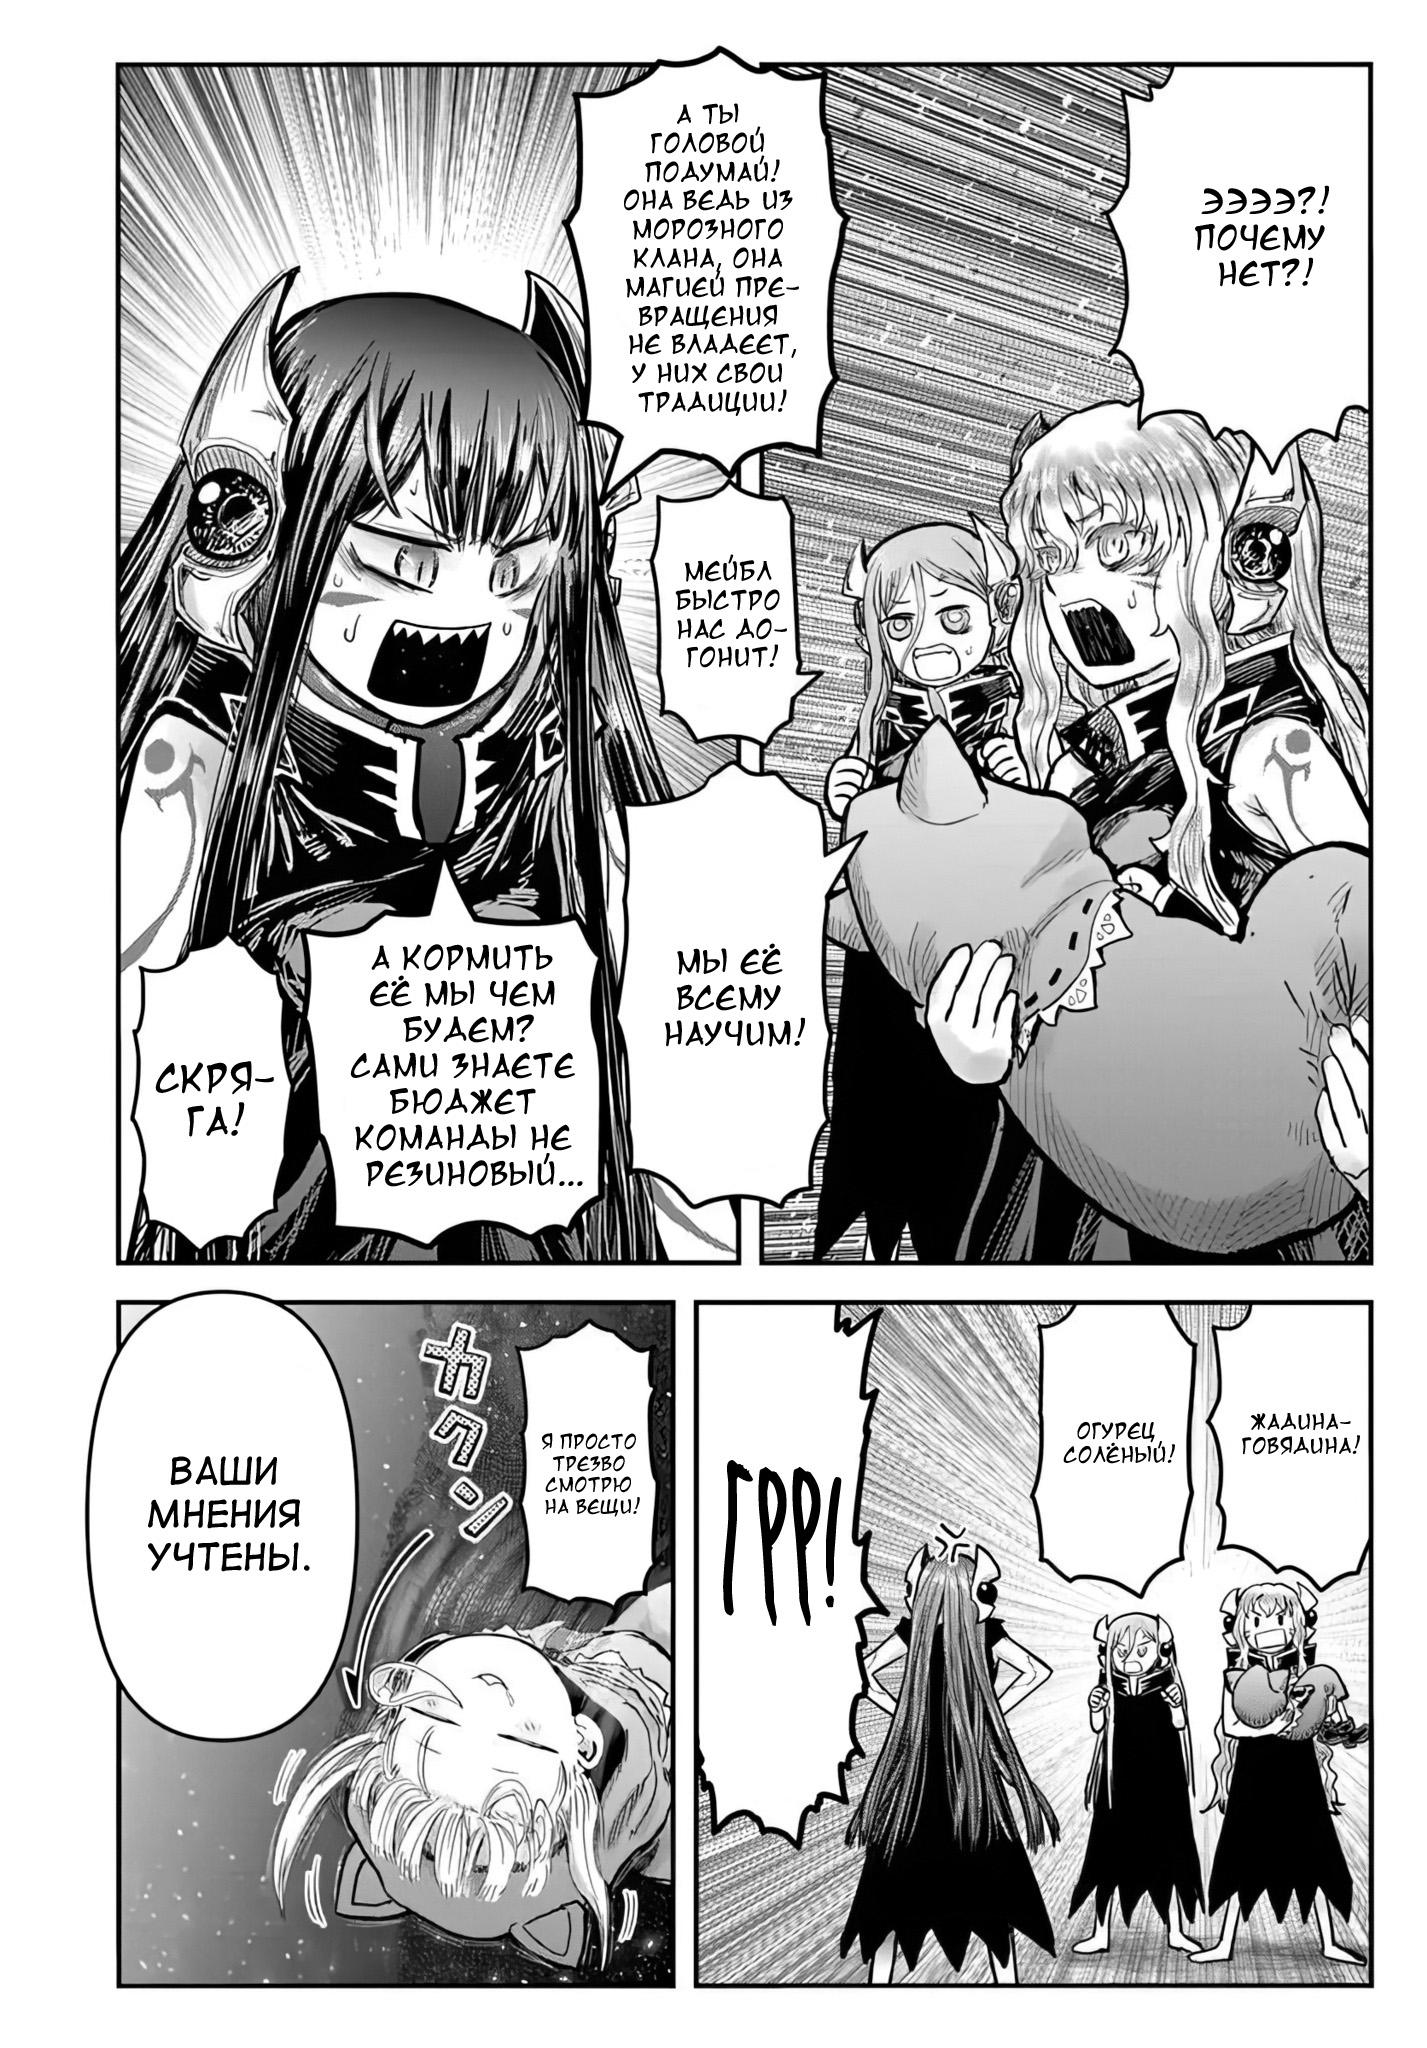 ЭЭЭЭ?!
ПОЧЕМУ
НЕТ?!
А ТЫ
ГОЛОВОЙ
ПОДУМАЙ!
ОНА ВЕДЬ ИЗ
МОРОЗНОГО
КЛАНА, ОНА
МАГИЕЙ ПРЕ-
ВРАЩЕНИЯ
НЕ ВЛАДЕЕТ,
У НИХ СВОИ
ТРАДИЦИИ!
МЕЙБЛ
БЫСТРО
НАС ДО-
ГОНИТ!
МЫ ЕЁ
ВСЕМУ
НАУЧИМ!
А КОРМИТЬ
ЕЁ МЫ ЧЕМ
БУДЕМ?
САМИ ЗНАЕТЕ
БЮДЖЕТ
КОМАНДЫ НЕ
РЕЗИНОВЫЙ...
СКРЯ-
ГА!
ЖАДИНА-
ГОВЯДИНА!
ОГУРЕЦ
СОЛЁНЫЙ!
ГРР!
Я ПРОСТО
ТРЕЗВО
СМОТРЮ
НА ВЕЩИ!
カクン
ВАШИ
МНЕНИЯ
УЧТЕНЫ.